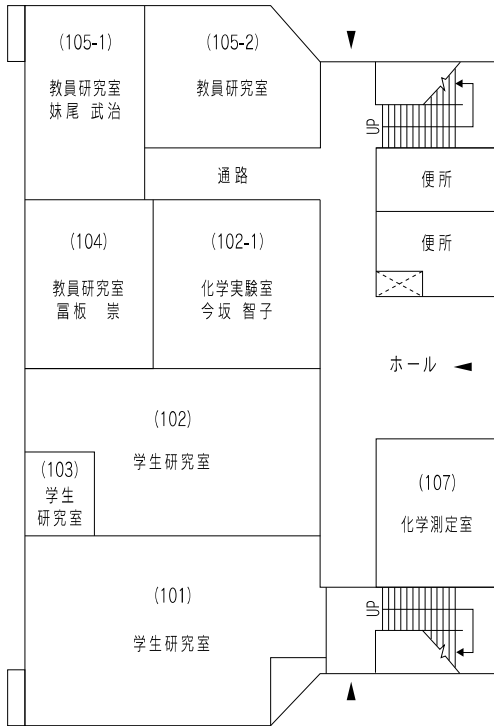 (105-1)
教員研究室
妹尾 武治
(105-2)
教員研究室
UP
便所
通路
便所
(104)
教員研究室
冨板 崇
(102-1)
化学実験室
今坂 智子
ホール
(102)
学生研究室
(103)
学生
研究室
(107)
化学測定室
(101)
学生研究室
UP